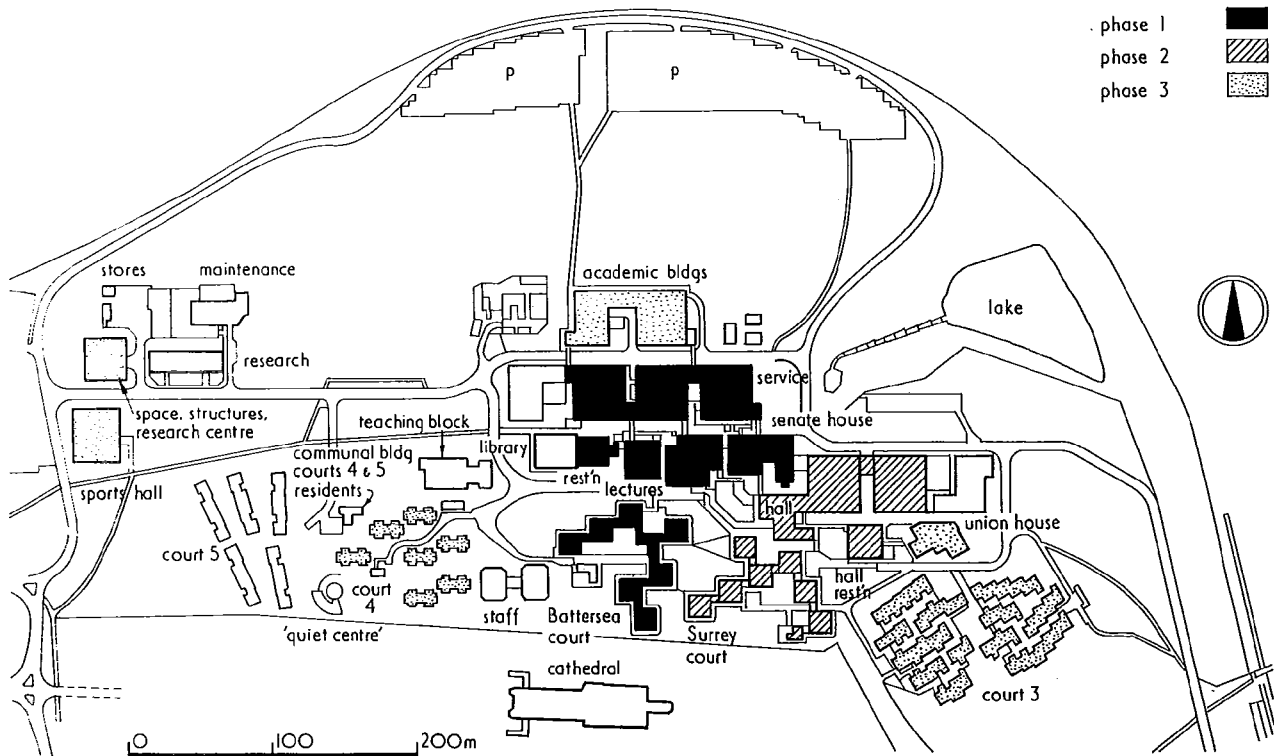 . phase 1
phase 2
phase 3
p
p
stores
maintenance
academic bldgs
lake
research
service
space. structures,
research centre
senate house
teaching block
library
communal bldg
courts 4 & 5
residents
rest'n
lectures
sports hall
hall
union house
court 5
court
4
hall
rest'n
staff
Battersea
court
Surrey
court
'quiet centre'
cathedral
court 3
0 100 200m